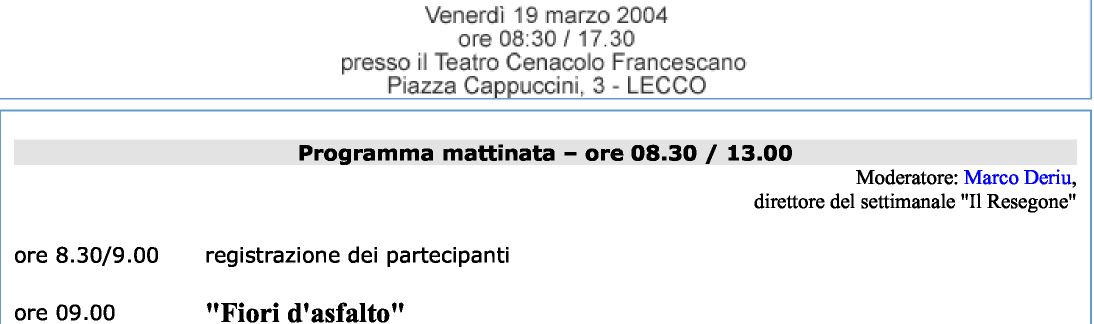 Venerdì 19 marzo 2004
ore 08:30 / 17.30
presso il Teatro Cenacolo Francescano
Piazza Cappuccini, 3 - LECCO
Programma mattinata – ore 08.30 / 13.00
Moderatore: Marco Deriu,
direttore del settimanale "Il Resegone"
ore 8.30/9.00 registrazione dei partecipanti
ore 09.00 "Fiori d'asfalto"